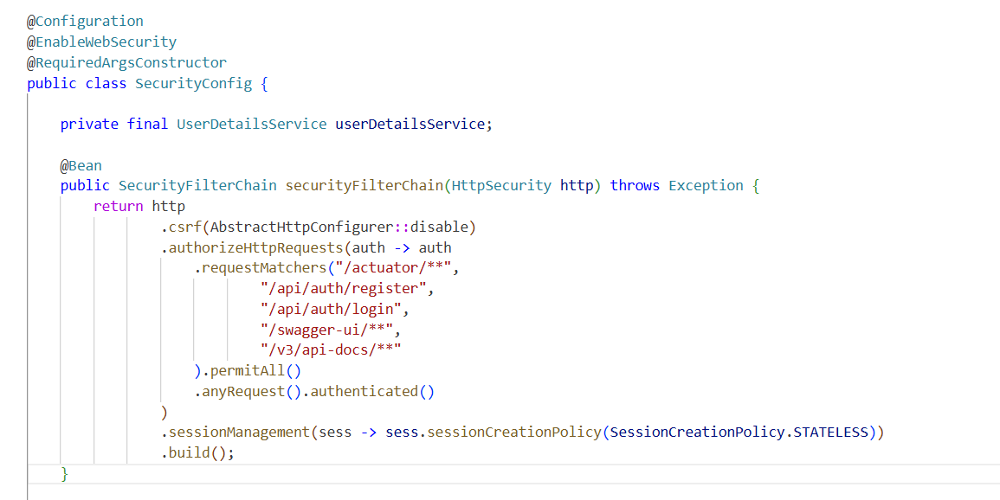 @Configuration
@EnableWebSecurity
@RequiredArgsConstructor
public class SecurityConfig {
private final UserDetailsService userDetailsService;
@Bean
public SecurityFilterChain securityFilterChain(HttpSecurity http) throws Exception {
return http
.csrf(AbstractHttpConfigurer::disable)
.authorizeHttpRequests(auth -> auth
.requestMatchers("/actuator/**",
"/api/auth/register",
"/api/auth/login",
"/swagger-ui/**",
"/v3/api-docs/**"
).permitAll()
.anyRequest().authenticated()
)
.sessionManagement(sess -> sess.sessionCreationPolicy(SessionCreationPolicy.STATELESS))
.build();
}